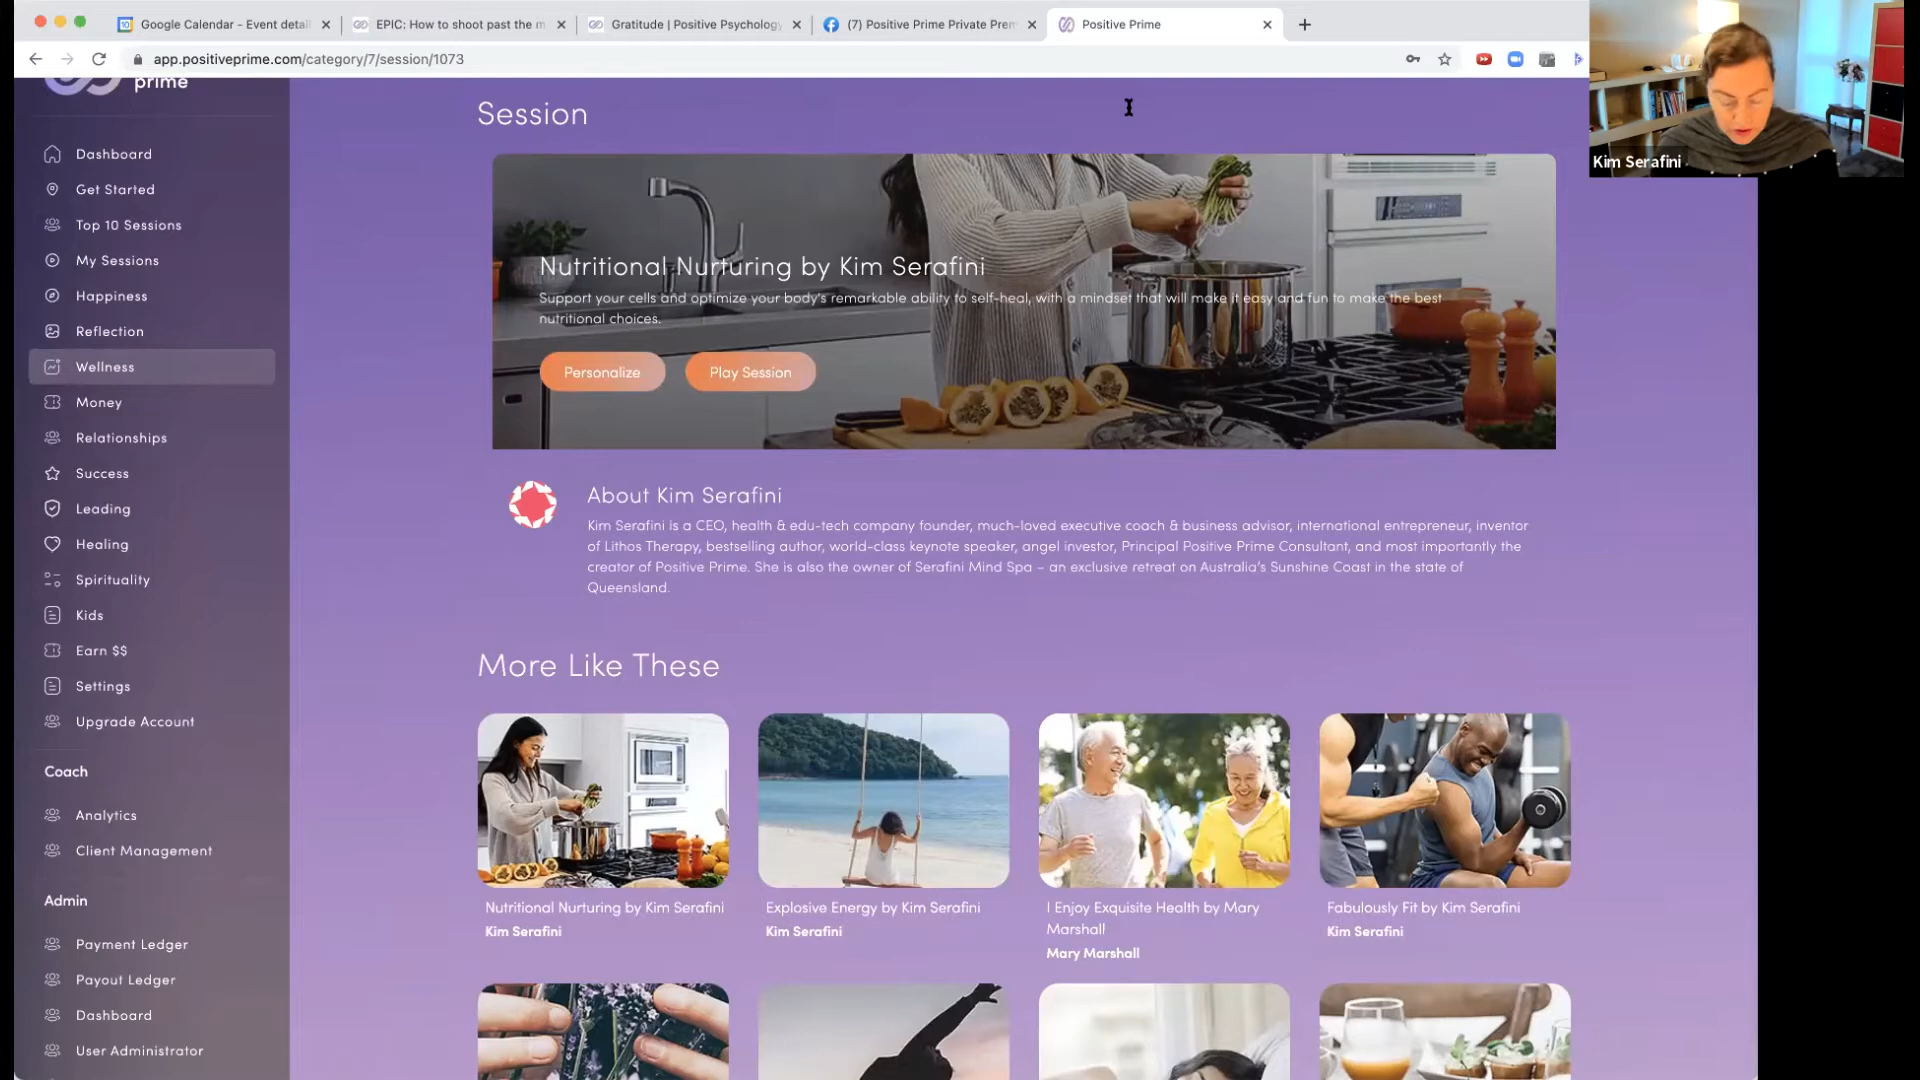 Google Calendar - Event detail
EPIC: How to shoot past the m
Gratitude | Positive Psychology
(7) Positive Prime Private Prem
Positive Prime
app.positiveprime.com/category/7/session/1073
prime
Dashboard
Get Started
Top 10 Sessions
My Sessions
Happiness
Reflection
Wellness
Money
Relationships
Success
Leading
Healing
Spirituality
Kids
Earn $$
Settings
Upgrade Account
Coach
Analytics
Client Management
Admin
Payment Ledger
Payout Ledger
Dashboard
User Administrator
Session
Nutritional Nurturing by Kim Serafini
Support your cells and optimize your body's remarkable ability to self-heal, with a mindset that will make it easy and fun to make the best
nutritional choices.
Personalize
Play Session
About Kim Serafini
Kim Serafini is a CEO, health & edu-tech company founder, much-loved executive coach & business advisor, international entrepreneur, inventor
of Lithos Therapy, bestselling author, world-class keynote speaker, angel investor, Principal Positive Prime Consultant, and most importantly the
creator of Positive Prime. She is also the owner of Serafini Mind Spa – an exclusive retreat on Australia's Sunshine Coast in the state of
Queensland.
More Like These
Nutritional Nurturing by Kim Serafini
Kim Serafini
Explosive Energy by Kim Serafini
Kim Serafini
I Enjoy Exquisite Health by Mary
Marshall
Mary Marshall
Fabulously Fit by Kim Serafini
Kim Serafini
Kim Serafini